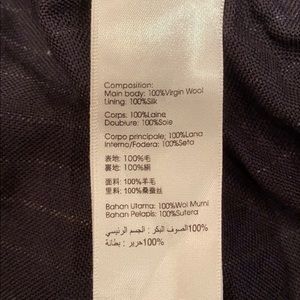 Composition:
Main body: 100%Virgin Wool
Lining: 100%Silk
Corps: 100%Laine
Doublure: 100%Soie
Corpo principale: 100%Lana
Interno/Fodera: 100%Seta
表地: 100%毛
裏地: 100%絹
面料: 100%羊毛
里料: 100%桑蚕丝
Bahan Utama: 100%Wol Murni
Bahan Pelapis: 100%Sutera
100%الصوف البكر : الجسم الرئيسي
100%حرير : بطانة